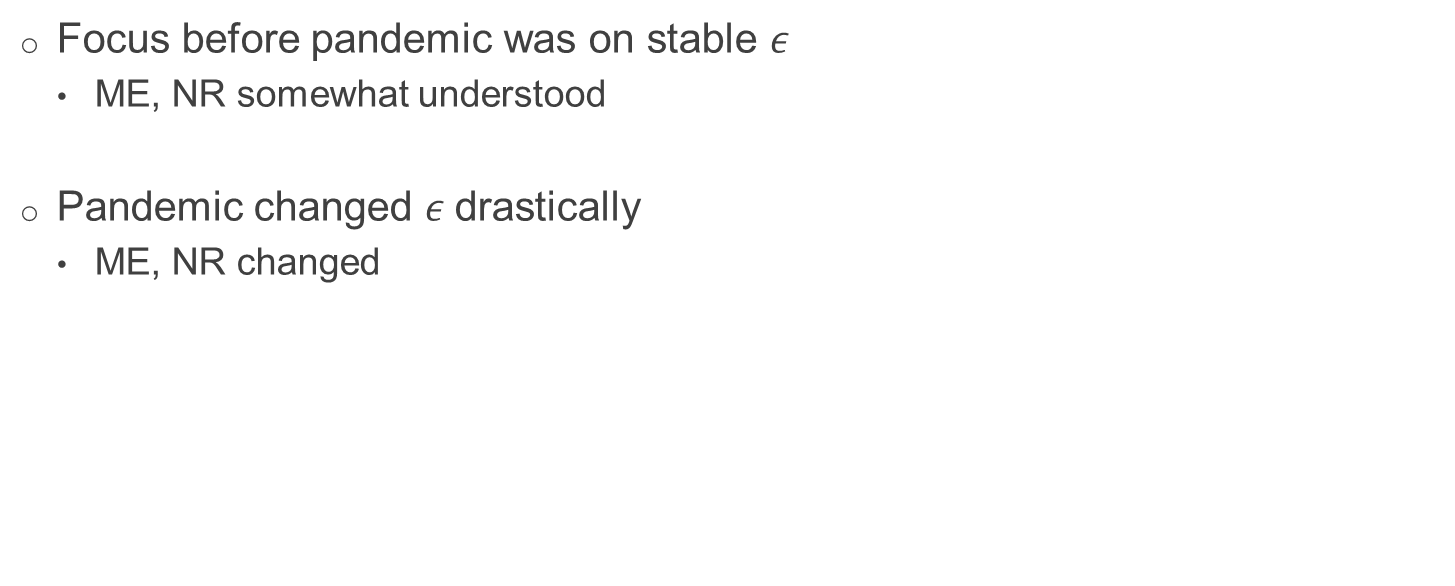 ○ Focus before pandemic was on stable ϵ
• ME, NR somewhat understood
○ Pandemic changed ϵ drastically
• ME, NR changed